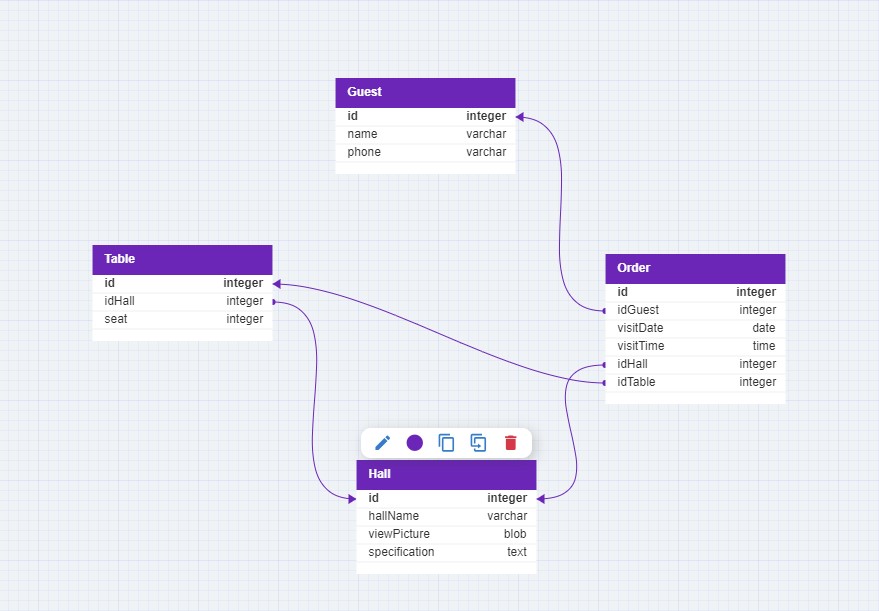 Guest
id integer
name varchar
phone varchar
Table
id integer
idHall integer
seat integer
Order
id integer
idGuest integer
visitDate date
visitTime time
idHall integer
idTable integer
Hall
id integer
hallName varchar
viewPicture blob
specification text